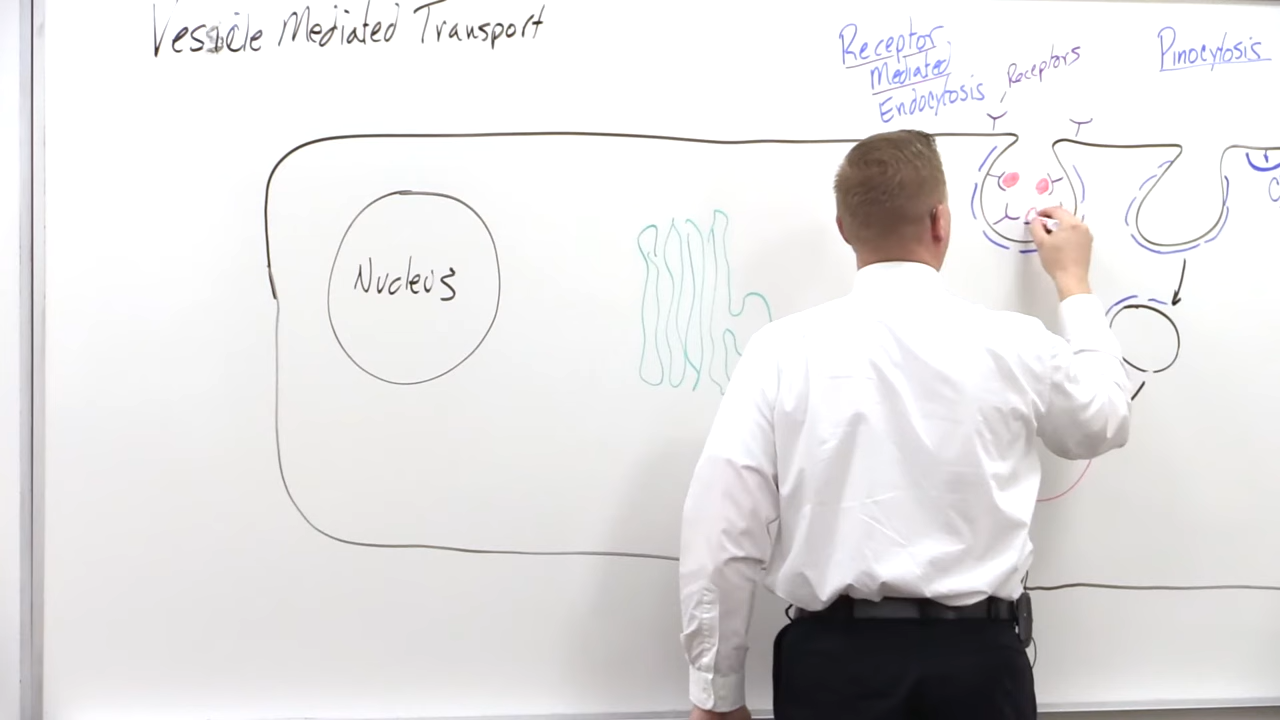 Vesicle Mediated Transport
Receptor
Mediated
Endocytosis
Receptors
Pinocytosis
Nucleus